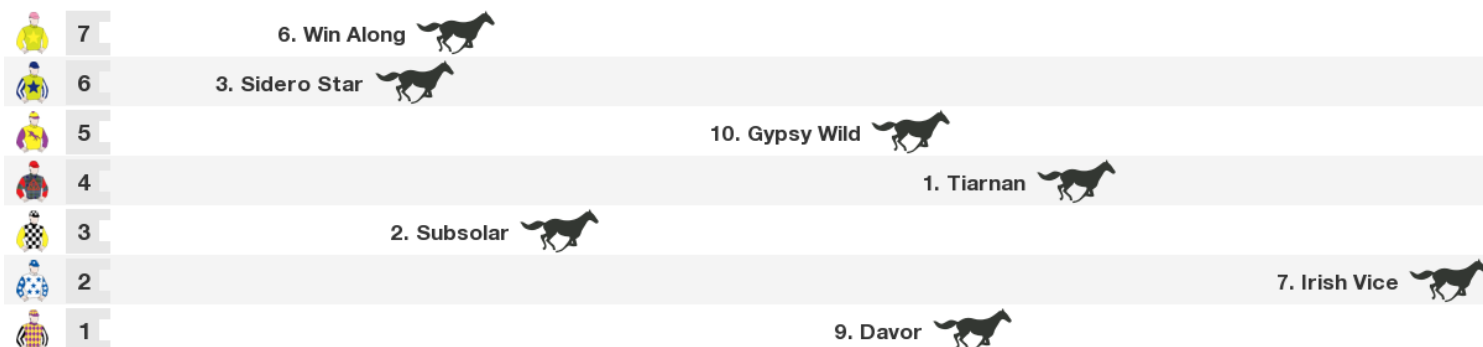 7 6. Win Along
6 3. Sidero Star
5 10. Gypsy Wild
4 1. Tiarnan
3 2. Subsolar
2 7. Irish Vice
1 9. Davor